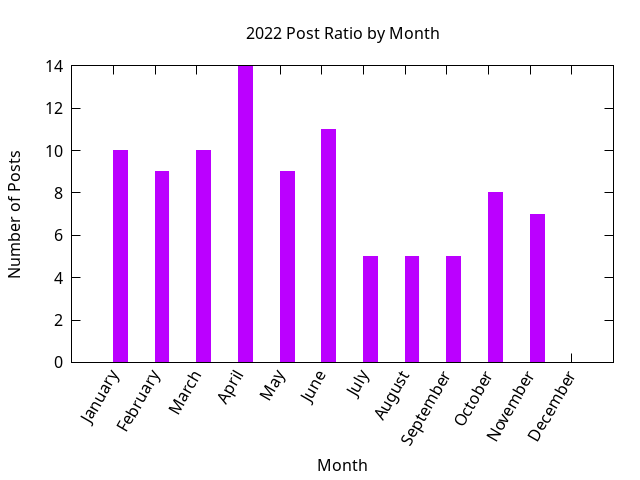 2022 Post Ratio by Month
Number of Posts
14
12
10
8
6
4
2
0
January
February
March
April
May
June
July
August
September
October
November
December
Month